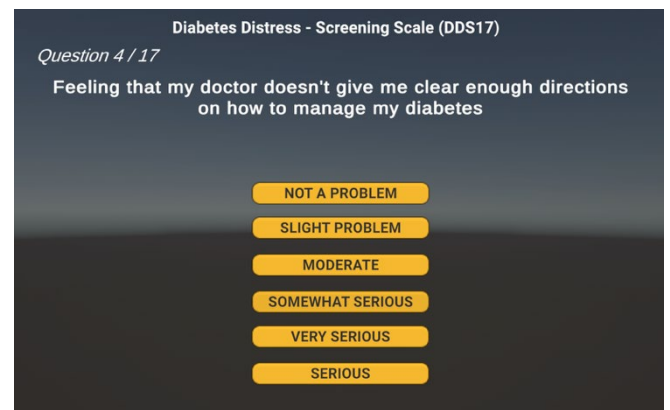 Diabetes Distress - Screening Scale (DDS17)
Question 4 / 17
Feeling that my doctor doesn't give me clear enough directions
on how to manage my diabetes
NOT A PROBLEM
SLIGHT PROBLEM
MODERATE
SOMEWHAT SERIOUS
VERY SERIOUS
SERIOUS